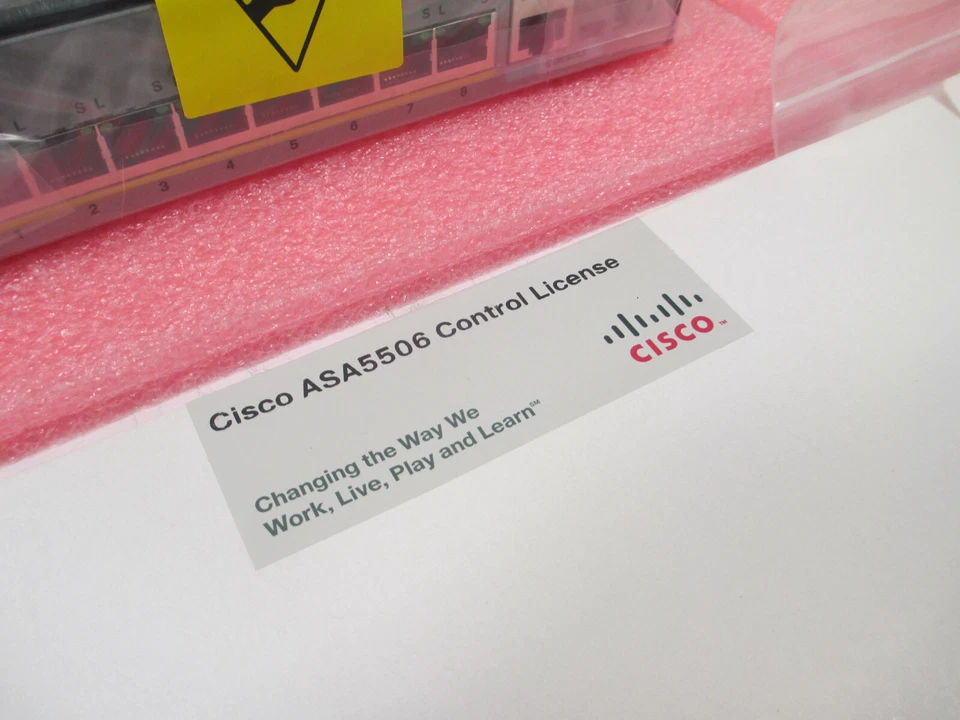 L S L S S L S
1 2 3 4 5 6 7 8
Cisco ASA5506 Control License
CISCO™
Changing the Way We
Work, Live, Play and Learn℠